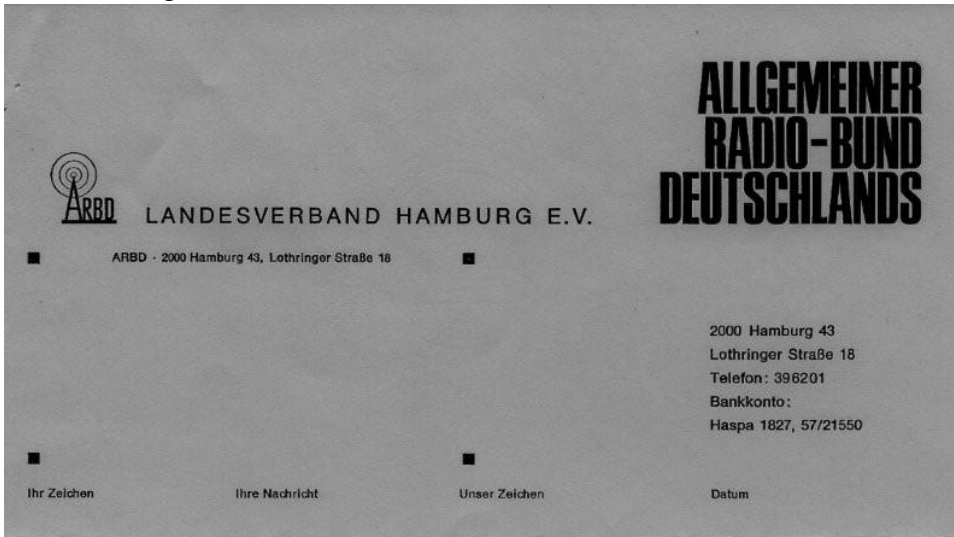 ALLGEMEINER
RADIO-BUND
DEUTSCHLANDS
ARBD
LANDESVERBAND HAMBURG E.V.
ARBD · 2000 Hamburg 43, Lothringer Straße 18
2000 Hamburg 43
Lothringer Straße 18
Telefon: 396201
Bankkonto:
Haspa 1827, 57/21550
Ihr Zeichen
Ihre Nachricht
Unser Zeichen
Datum